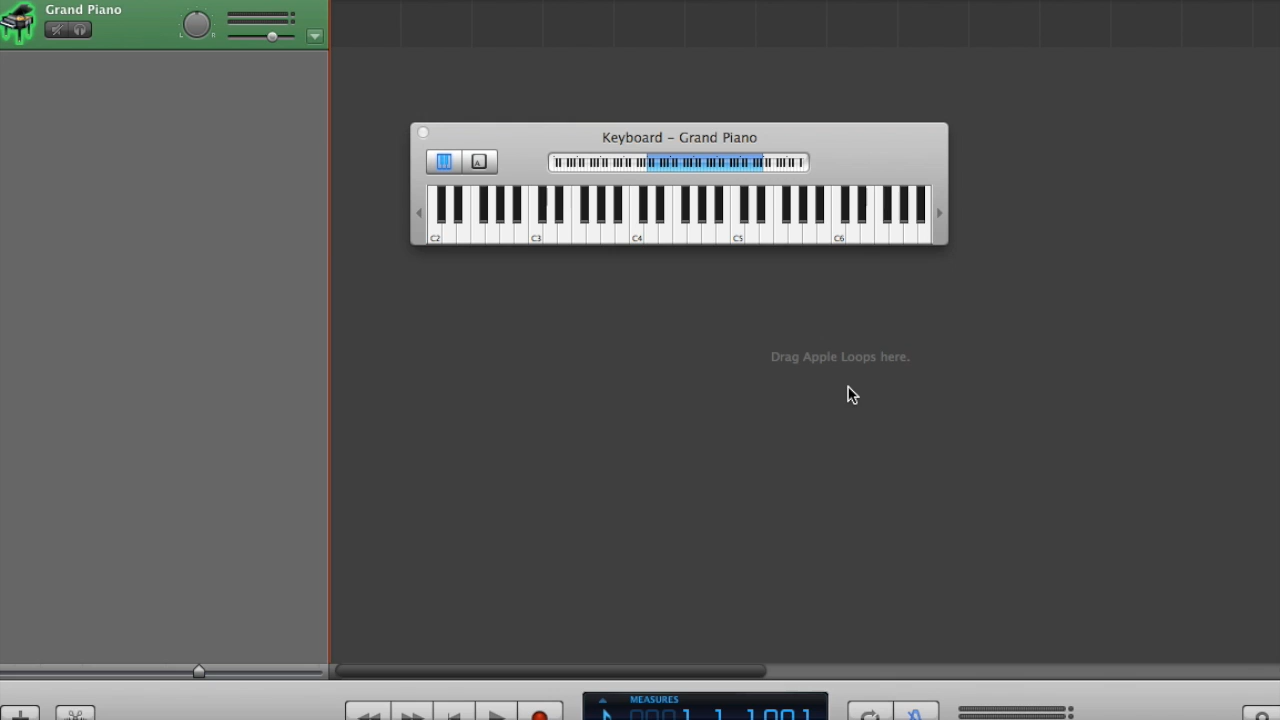 Grand Piano
L R
Keyboard – Grand Piano
A
C2 C3 C4 C5 C6
Drag Apple Loops here.
MEASURES